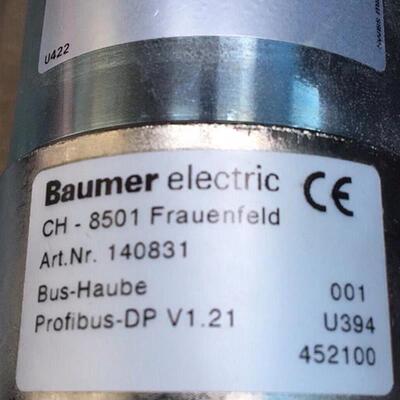 U422
Baumer electric CE
CH - 8501 Frauenfeld
Art.Nr. 140831
Bus-Haube 001
Profibus-DP V1.21 U394
452100